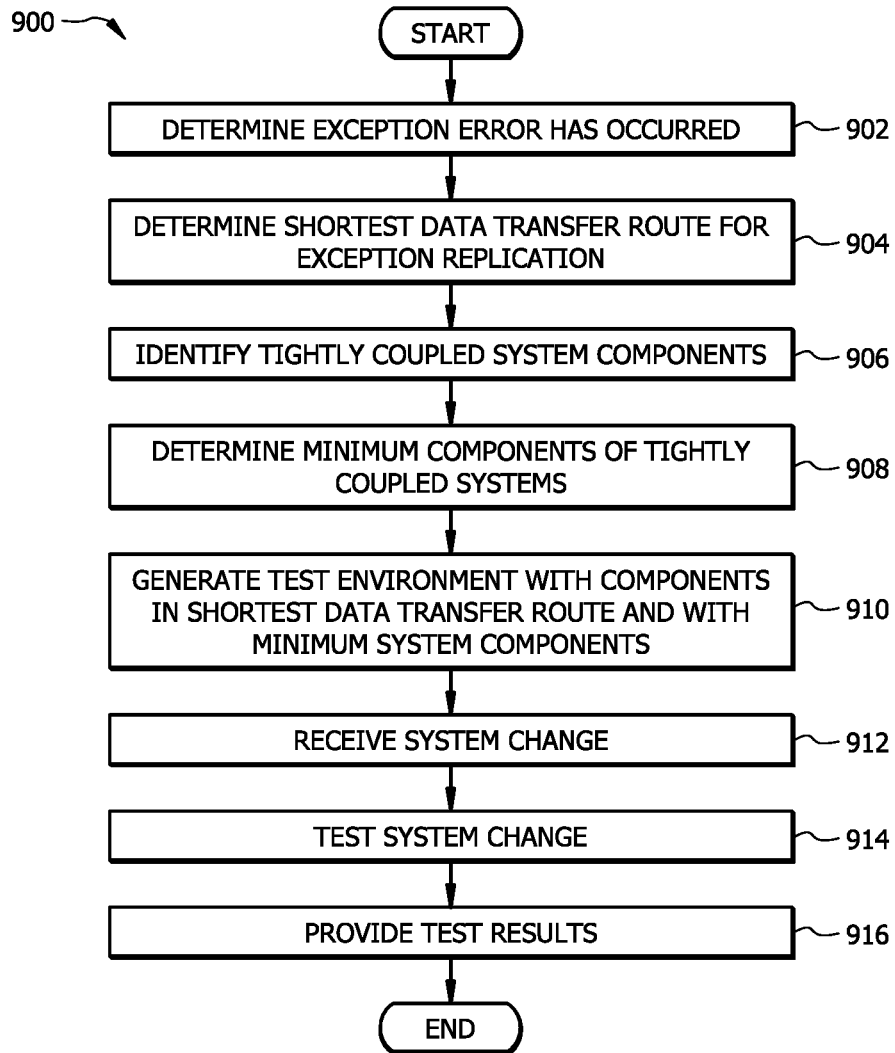 900
START
DETERMINE EXCEPTION ERROR HAS OCCURRED
902
DETERMINE SHORTEST DATA TRANSFER ROUTE FOR
EXCEPTION REPLICATION
904
IDENTIFY TIGHTLY COUPLED SYSTEM COMPONENTS
906
DETERMINE MINIMUM COMPONENTS OF TIGHTLY
COUPLED SYSTEMS
908
GENERATE TEST ENVIRONMENT WITH COMPONENTS
IN SHORTEST DATA TRANSFER ROUTE AND WITH
MINIMUM SYSTEM COMPONENTS
910
RECEIVE SYSTEM CHANGE
912
TEST SYSTEM CHANGE
914
PROVIDE TEST RESULTS
916
END